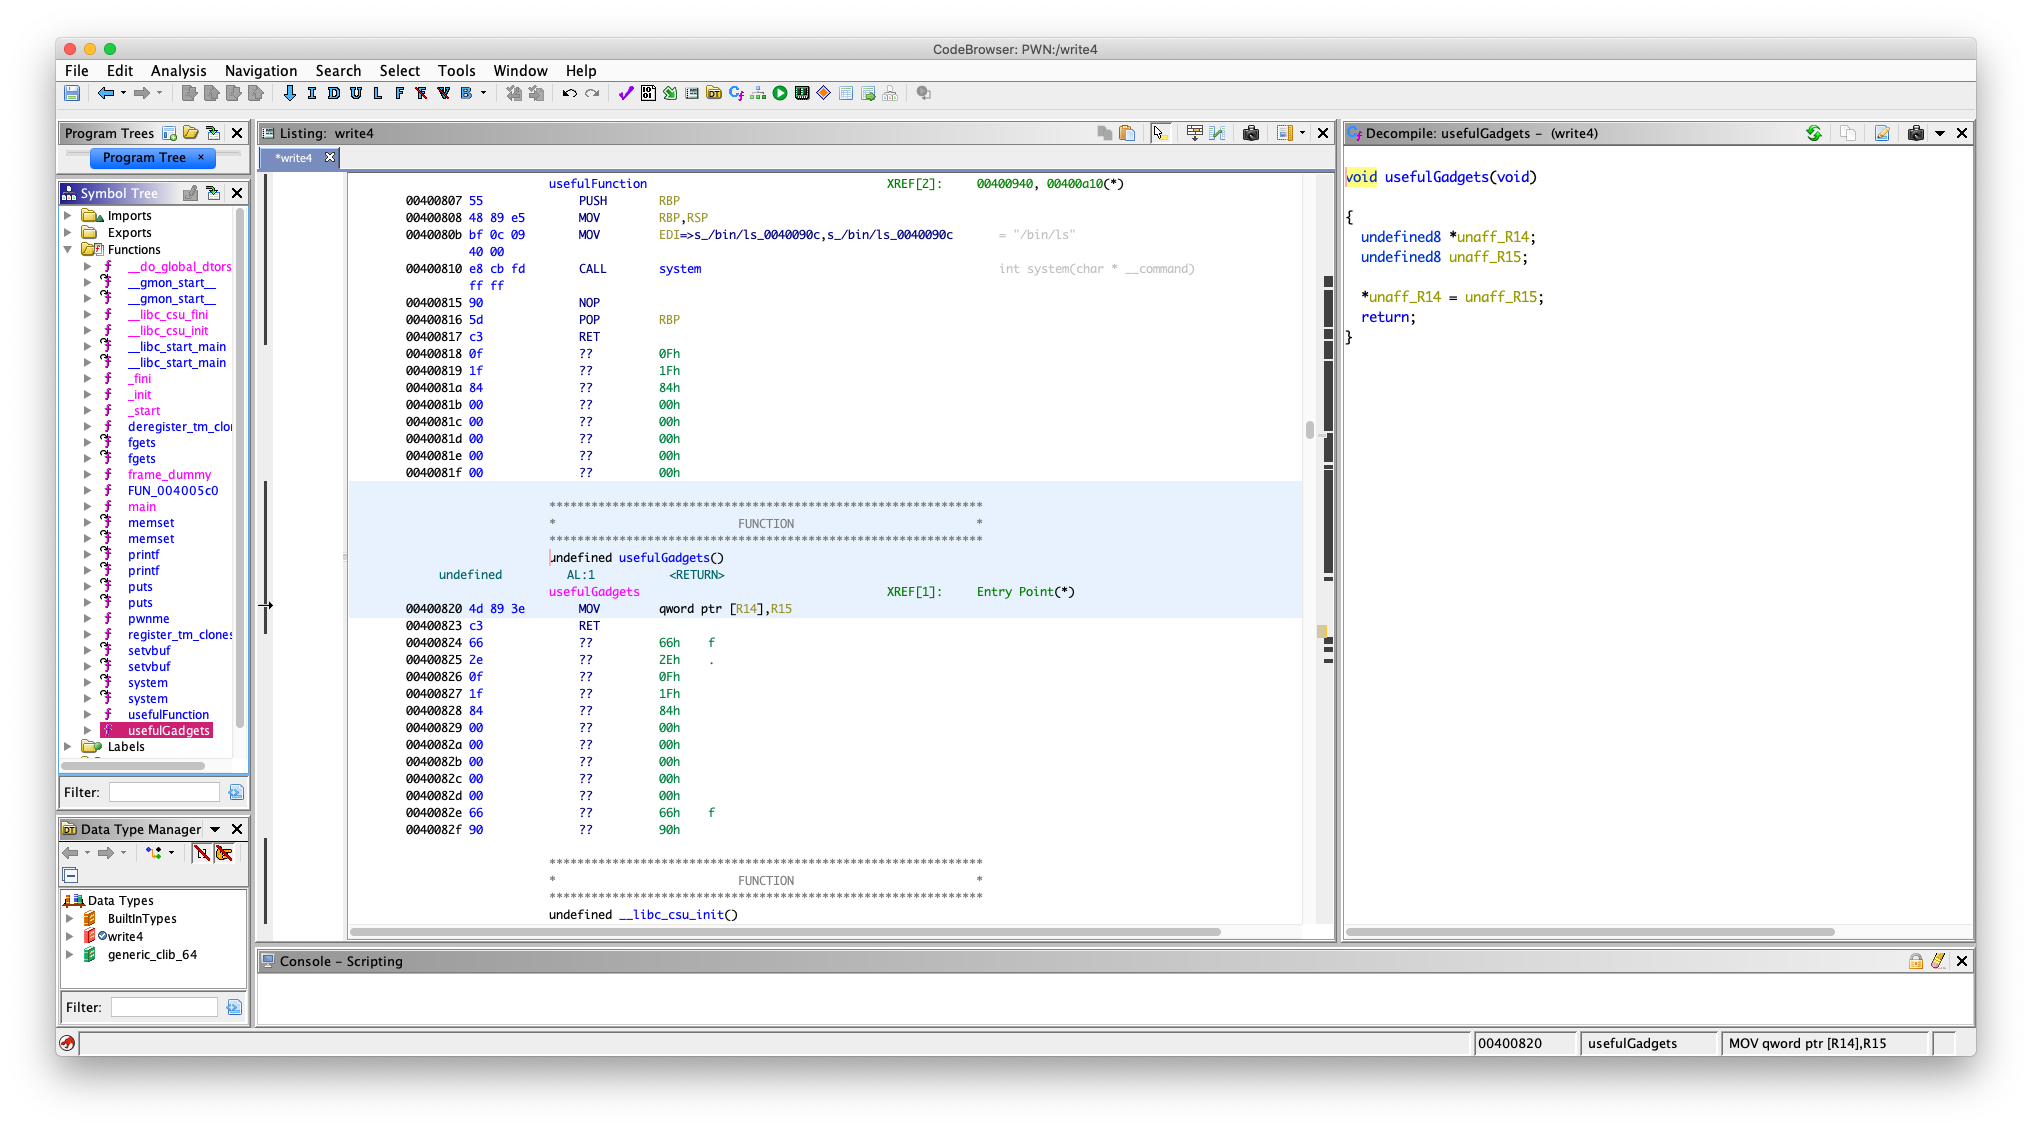 CodeBrowser: PWN:/write4
File Edit Analysis Navigation Search Select Tools Window Help
I D U L F F V B
Program Trees
Program Tree ×
Symbol Tree
Imports
Exports
Functions
__do_global_dtors
__gmon_start__
__gmon_start__
__libc_csu_fini
__libc_csu_init
__libc_start_main
__libc_start_main
_fini
_init
_start
deregister_tm_clo
fgets
fgets
frame_dummy
FUN_004005c0
main
memset
memset
printf
printf
puts
puts
pwnme
register_tm_clones
setvbuf
setvbuf
system
system
usefulFunction
usefulGadgets
Labels
Filter:
Data Type Manager
Data Types
BuiltInTypes
write4
generic_clib_64
Filter:
Listing: write4
*write4
usefulFunction XREF[2]: 00400940, 00400a10(*)
00400807 55 PUSH RBP
00400808 48 89 e5 MOV RBP,RSP
0040080b bf 0c 09 MOV EDI=>s_/bin/ls_0040090c,s_/bin/ls_0040090c = "/bin/ls"
40 00
00400810 e8 cb fd CALL system int system(char * __command)
ff ff
00400815 90 NOP
00400816 5d POP RBP
00400817 c3 RET
00400818 0f ?? 0Fh
00400819 1f ?? 1Fh
0040081a 84 ?? 84h
0040081b 00 ?? 00h
0040081c 00 ?? 00h
0040081d 00 ?? 00h
0040081e 00 ?? 00h
0040081f 00 ?? 00h
**************************************************************
* FUNCTION *
**************************************************************
undefined usefulGadgets()
undefined AL:1 <RETURN>
usefulGadgets XREF[1]: Entry Point(*)
00400820 4d 89 3e MOV qword ptr [R14],R15
00400823 c3 RET
00400824 66 ?? 66h f
00400825 2e ?? 2Eh .
00400826 0f ?? 0Fh
00400827 1f ?? 1Fh
00400828 84 ?? 84h
00400829 00 ?? 00h
0040082a 00 ?? 00h
0040082b 00 ?? 00h
0040082c 00 ?? 00h
0040082d 00 ?? 00h
0040082e 66 ?? 66h f
0040082f 90 ?? 90h
**************************************************************
* FUNCTION *
**************************************************************
undefined __libc_csu_init()
Decompile: usefulGadgets - (write4)
void usefulGadgets(void)
{
undefined8 *unaff_R14;
undefined8 unaff_R15;
*unaff_R14 = unaff_R15;
return;
}
Console - Scripting
00400820 usefulGadgets MOV qword ptr [R14],R15